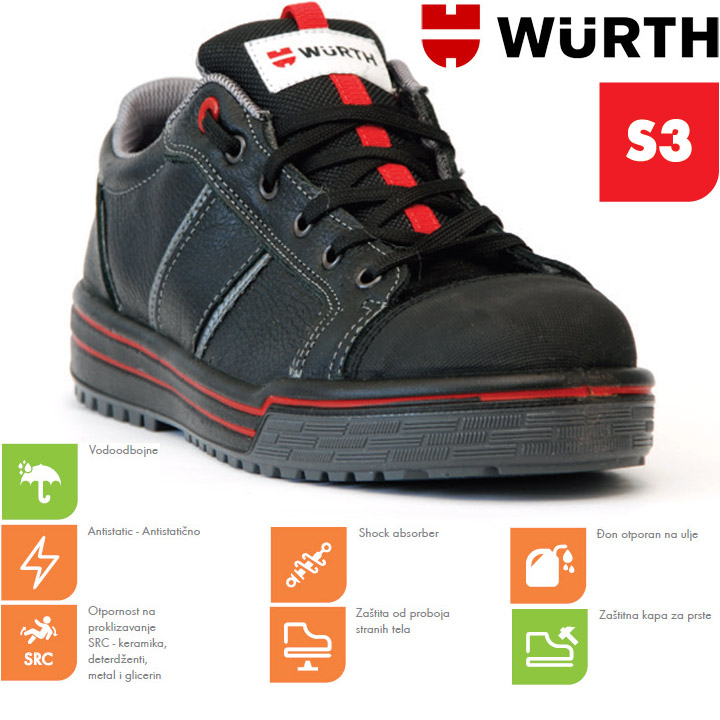 WÜRTH
WÜRTH
S3
Vodoodbojne
Antistatic - Antistatično
Shock absorber
Đon otporan na ulje
SRC
Otpornost na
proklizavanje
SRC - keramika,
deterdženti,
metal i glicerin
Zaštita od proboja
stranih tela
Zaštitna kapa za prste